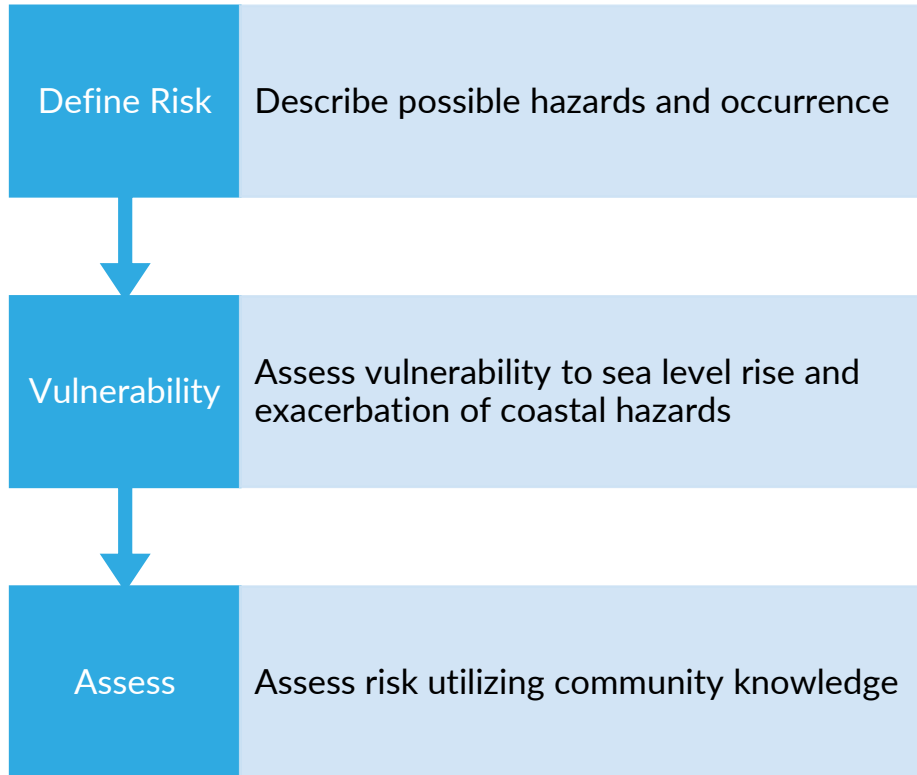 Define Risk
Describe possible hazards and occurrence
Vulnerability
Assess vulnerability to sea level rise and
exacerbation of coastal hazards
Assess
Assess risk utilizing community knowledge